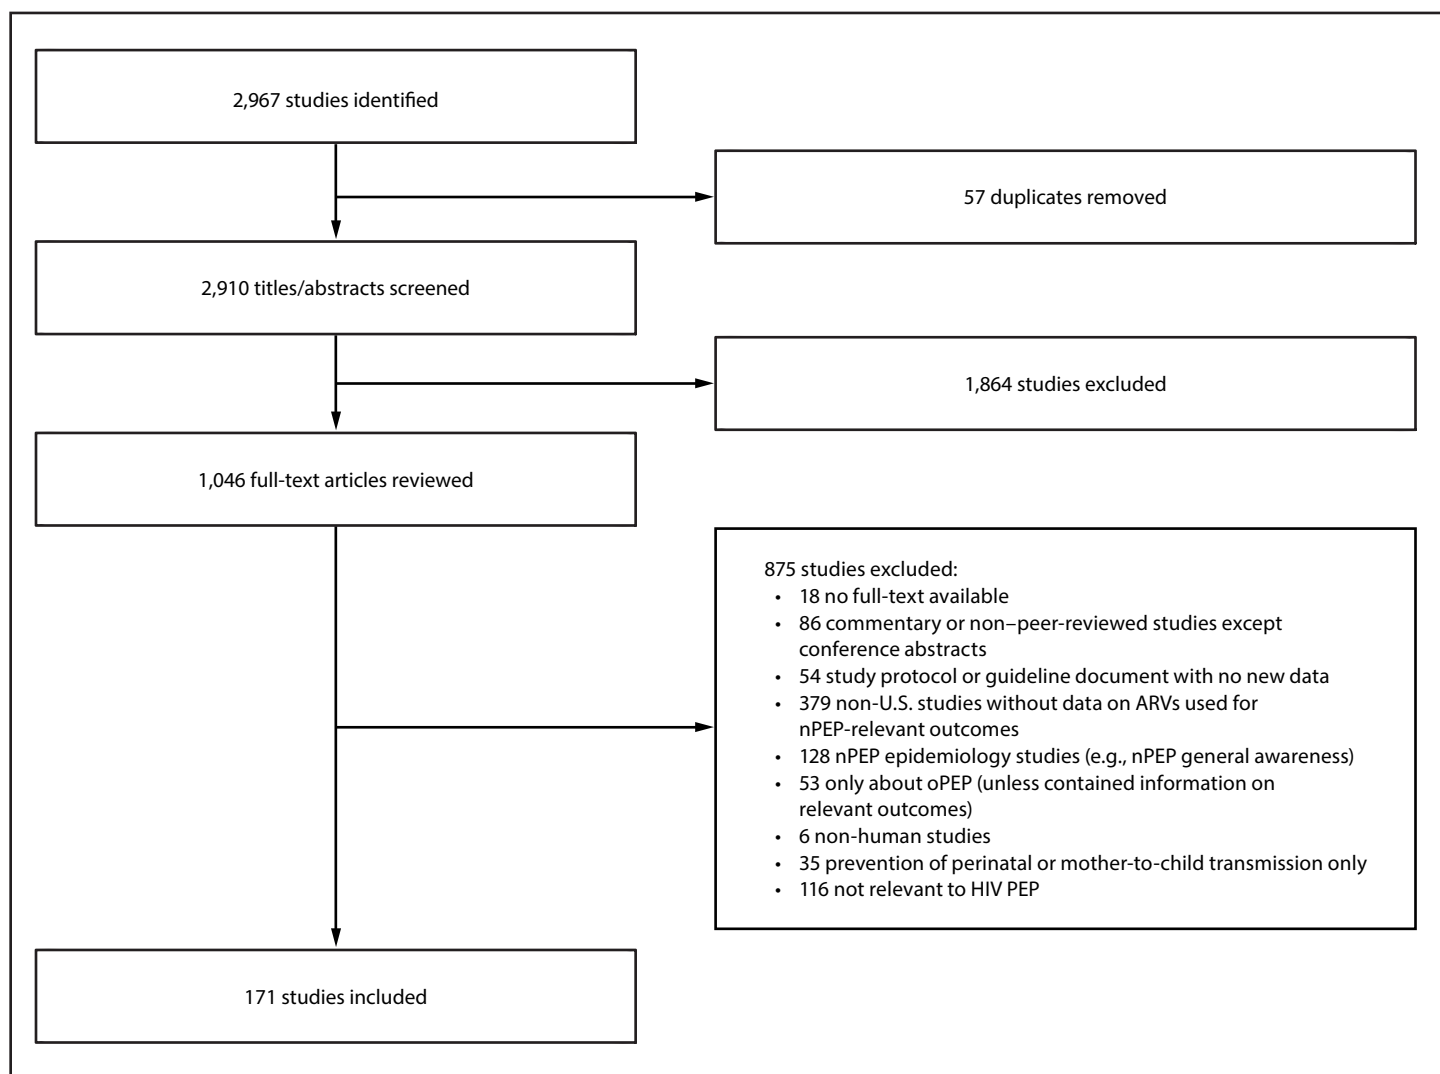 2,967 studies identified
57 duplicates removed
2,910 titles/abstracts screened
1,864 studies excluded
1,046 full-text articles reviewed
875 studies excluded:
• 18 no full-text available
• 86 commentary or non–peer-reviewed studies except
conference abstracts
• 54 study protocol or guideline document with no new data
• 379 non-U.S. studies without data on ARVs used for
nPEP-relevant outcomes
• 128 nPEP epidemiology studies (e.g., nPEP general awareness)
• 53 only about oPEP (unless contained information on
relevant outcomes)
• 6 non-human studies
• 35 prevention of perinatal or mother-to-child transmission only
• 116 not relevant to HIV PEP
171 studies included